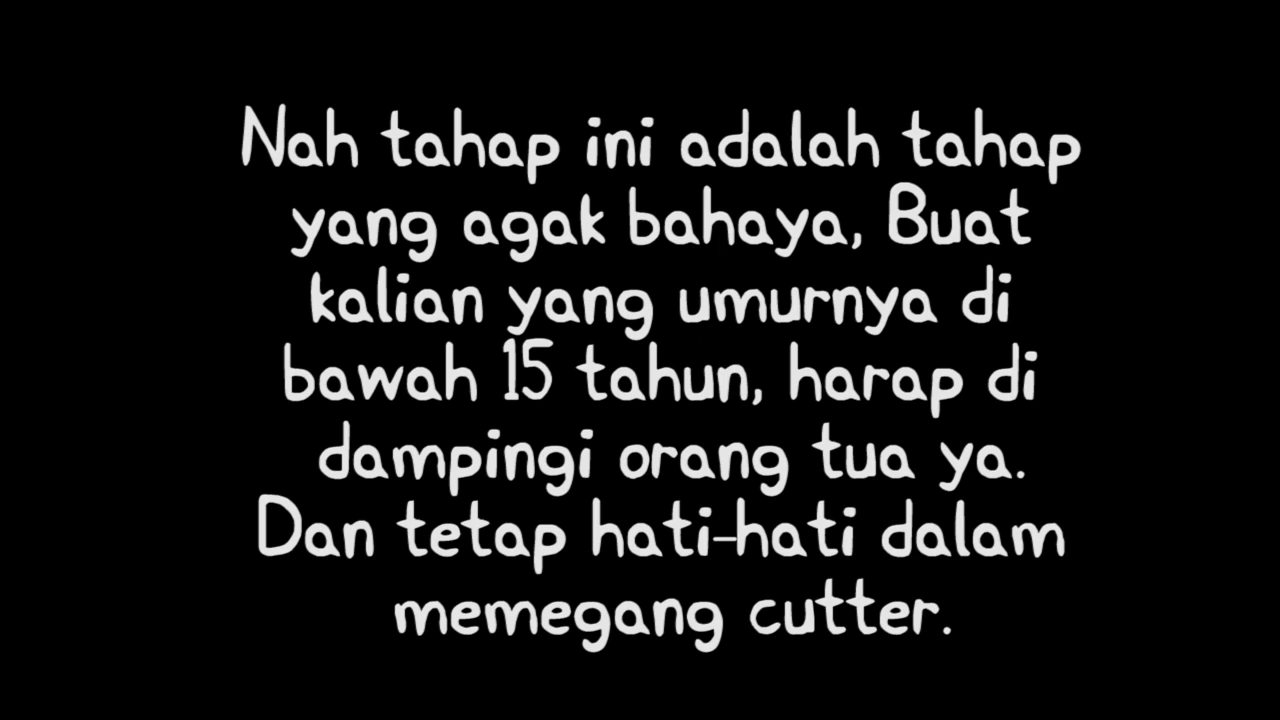 Nah tahap ini adalah tahap
yang agak bahaya, Buat
kalian yang umurnya di
bawah 15 tahun, harap di
dampingi orang tua ya.
Dan tetap hati-hati dalam
memegang cutter.